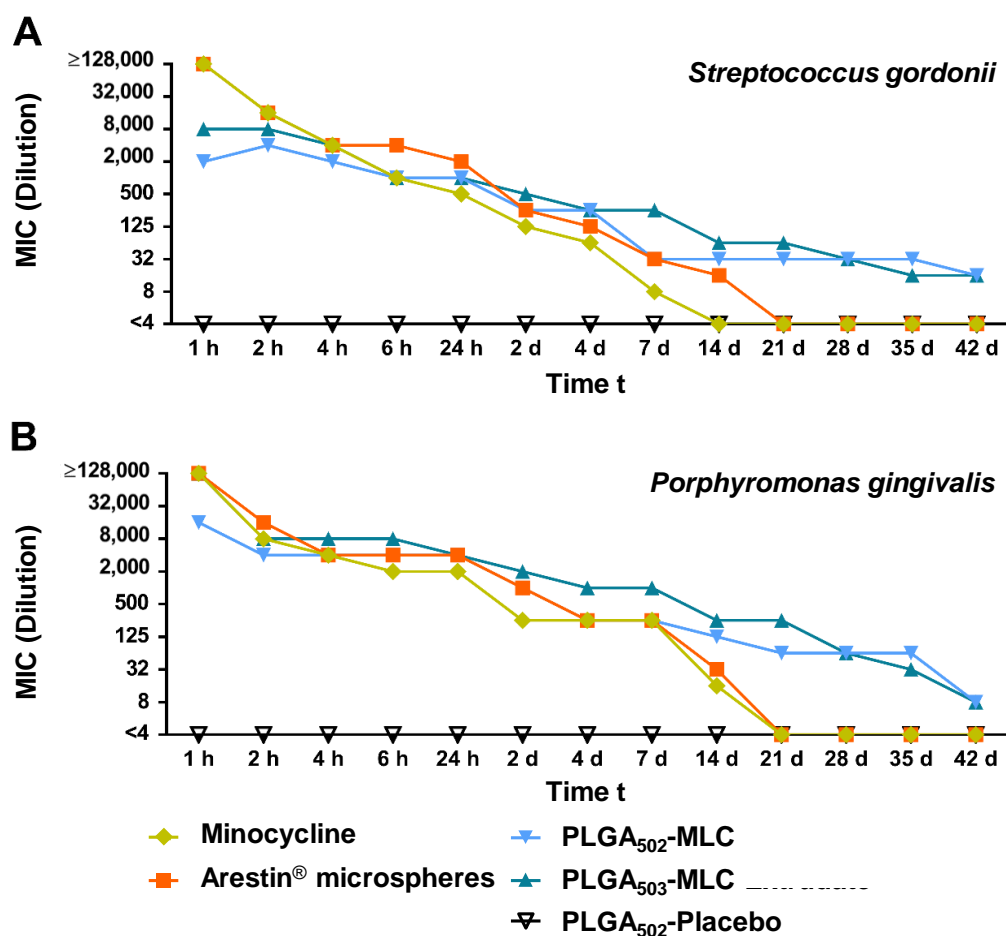 A
Streptococcus gordonii
MIC (Dilution)
≥128,000
32,000
8,000
2,000
500
125
32
8
<4
1 h 2 h 4 h 6 h 24 h 2 d 4 d 7 d 14 d 21 d 28 d 35 d 42 d
Time t
B
Porphyromonas gingivalis
MIC (Dilution)
≥128,000
32,000
8,000
2,000
500
125
32
8
<4
1 h 2 h 4 h 6 h 24 h 2 d 4 d 7 d 14 d 21 d 28 d 35 d 42 d
Time t
Minocycline
Arestin® microspheres
PLGA₅₀₂-MLC
PLGA₅₀₃-MLC
PLGA₅₀₂-Placebo